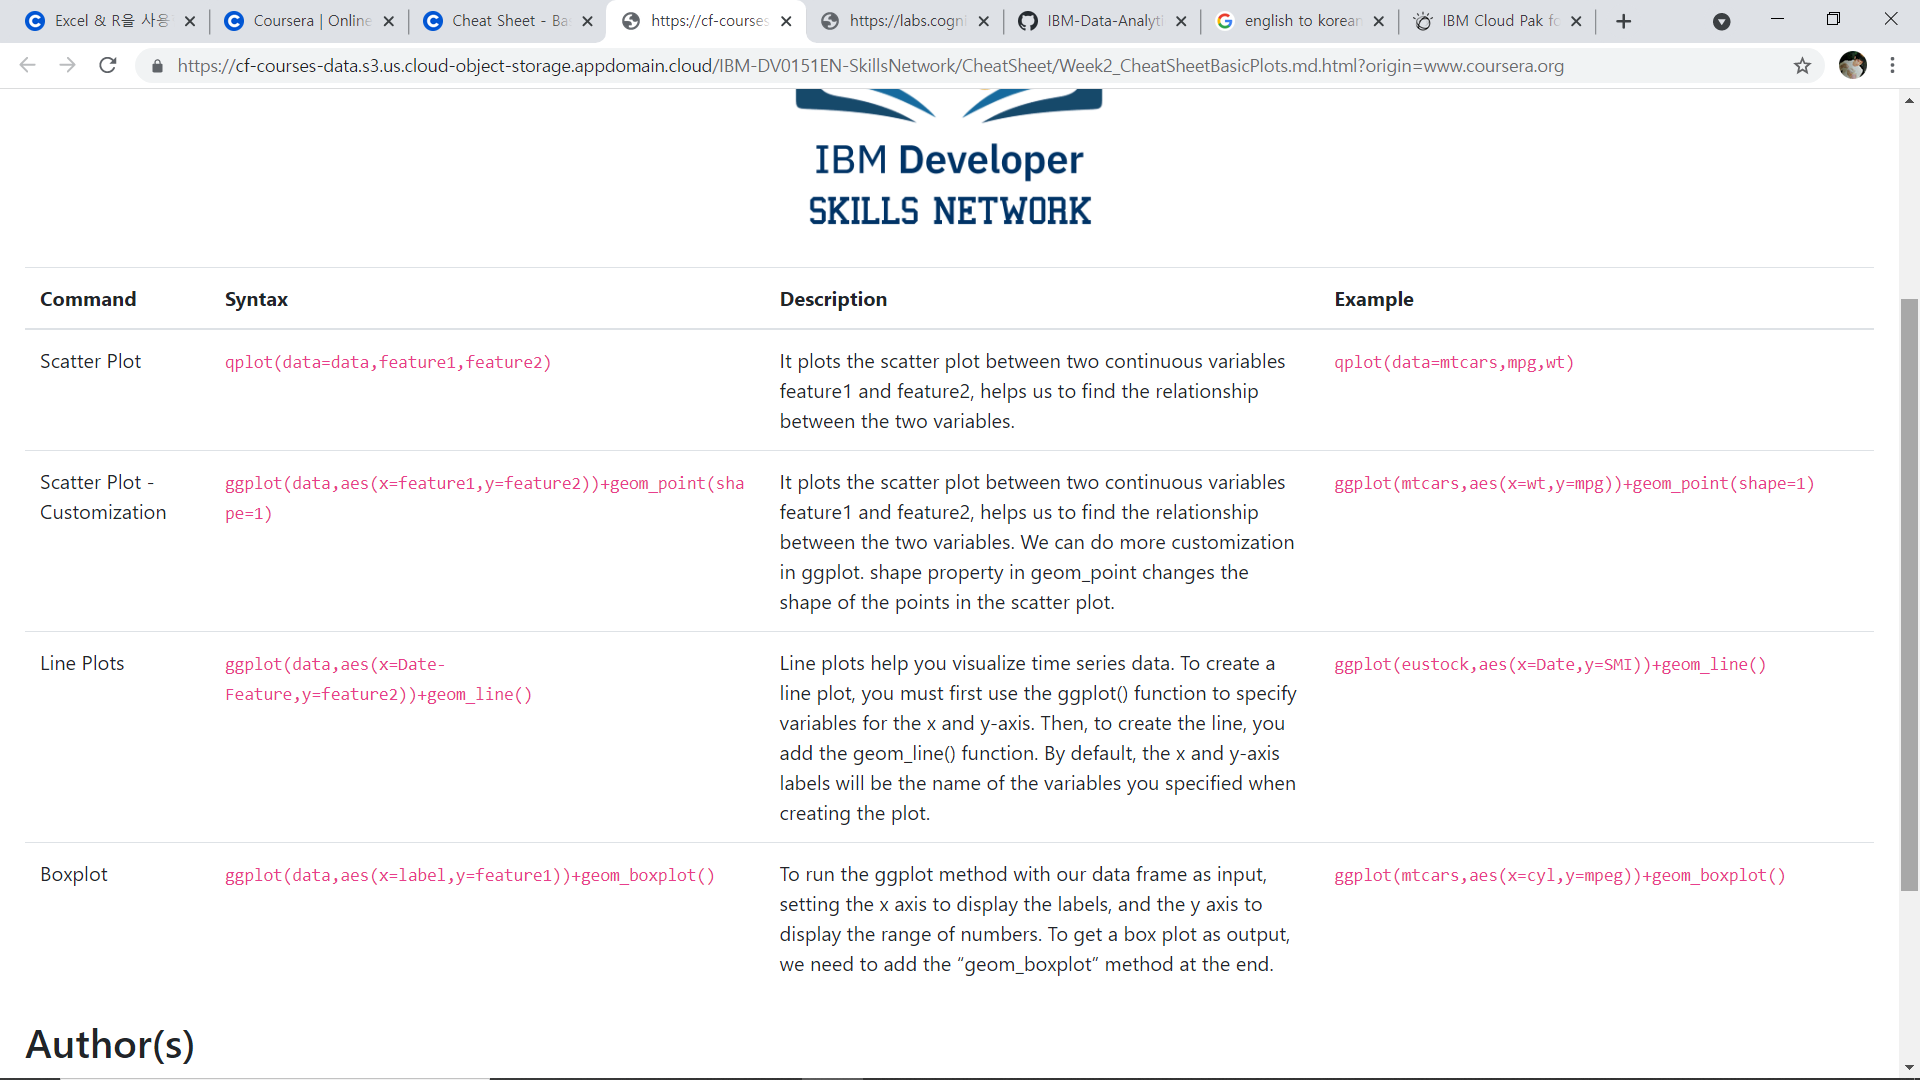 Excel & R을 사용
Coursera | Online
Cheat Sheet - Ba
https://cf-courses
https://labs.cogni
IBM-Data-Analyti
english to korean
IBM Cloud Pak fo
https://cf-courses-data.s3.us.cloud-object-storage.appdomain.cloud/IBM-DV0151EN-SkillsNetwork/CheatSheet/Week2_CheatSheetBasicPlots.md.html?origin=www.coursera.org
IBM Developer
SKILLS NETWORK
Command Syntax Description Example
Scatter Plot
qplot(data=data,feature1,feature2)
It plots the scatter plot between two continuous variables
feature1 and feature2, helps us to find the relationship
between the two variables.
qplot(data=mtcars,mpg,wt)
Scatter Plot -
Customization
ggplot(data,aes(x=feature1,y=feature2))+geom_point(sha
pe=1)
It plots the scatter plot between two continuous variables
feature1 and feature2, helps us to find the relationship
between the two variables. We can do more customization
in ggplot. shape property in geom_point changes the
shape of the points in the scatter plot.
ggplot(mtcars,aes(x=wt,y=mpg))+geom_point(shape=1)
Line Plots
ggplot(data,aes(x=Date-
Feature,y=feature2))+geom_line()
Line plots help you visualize time series data. To create a
line plot, you must first use the ggplot() function to specify
variables for the x and y-axis. Then, to create the line, you
add the geom_line() function. By default, the x and y-axis
labels will be the name of the variables you specified when
creating the plot.
ggplot(eustock,aes(x=Date,y=SMI))+geom_line()
Boxplot
ggplot(data,aes(x=label,y=feature1))+geom_boxplot()
To run the ggplot method with our data frame as input,
setting the x axis to display the labels, and the y axis to
display the range of numbers. To get a box plot as output,
we need to add the “geom_boxplot” method at the end.
ggplot(mtcars,aes(x=cyl,y=mpeg))+geom_boxplot()
Author(s)